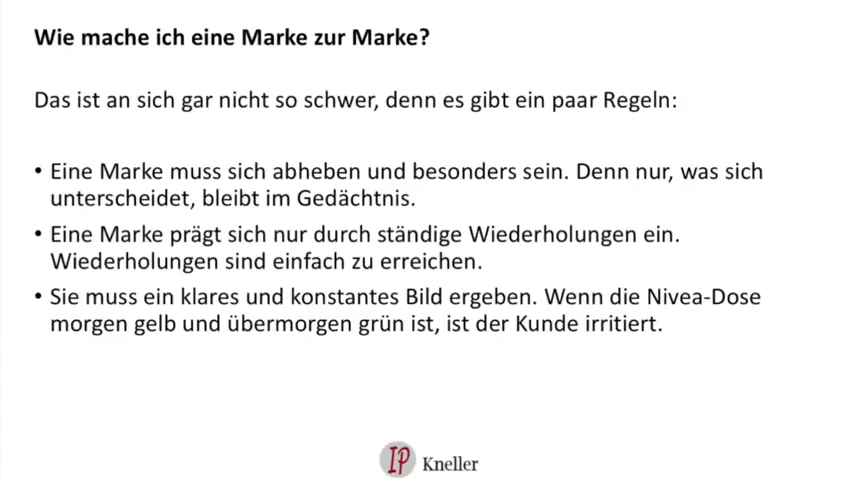 Wie mache ich eine Marke zur Marke?
Das ist an sich gar nicht so schwer, denn es gibt ein paar Regeln:
• Eine Marke muss sich abheben und besonders sein. Denn nur, was sich
unterscheidet, bleibt im Gedächtnis.
• Eine Marke prägt sich nur durch ständige Wiederholungen ein.
Wiederholungen sind einfach zu erreichen.
• Sie muss ein klares und konstantes Bild ergeben. Wenn die Nivea-Dose
morgen gelb und übermorgen grün ist, ist der Kunde irritiert.
IP Kneller